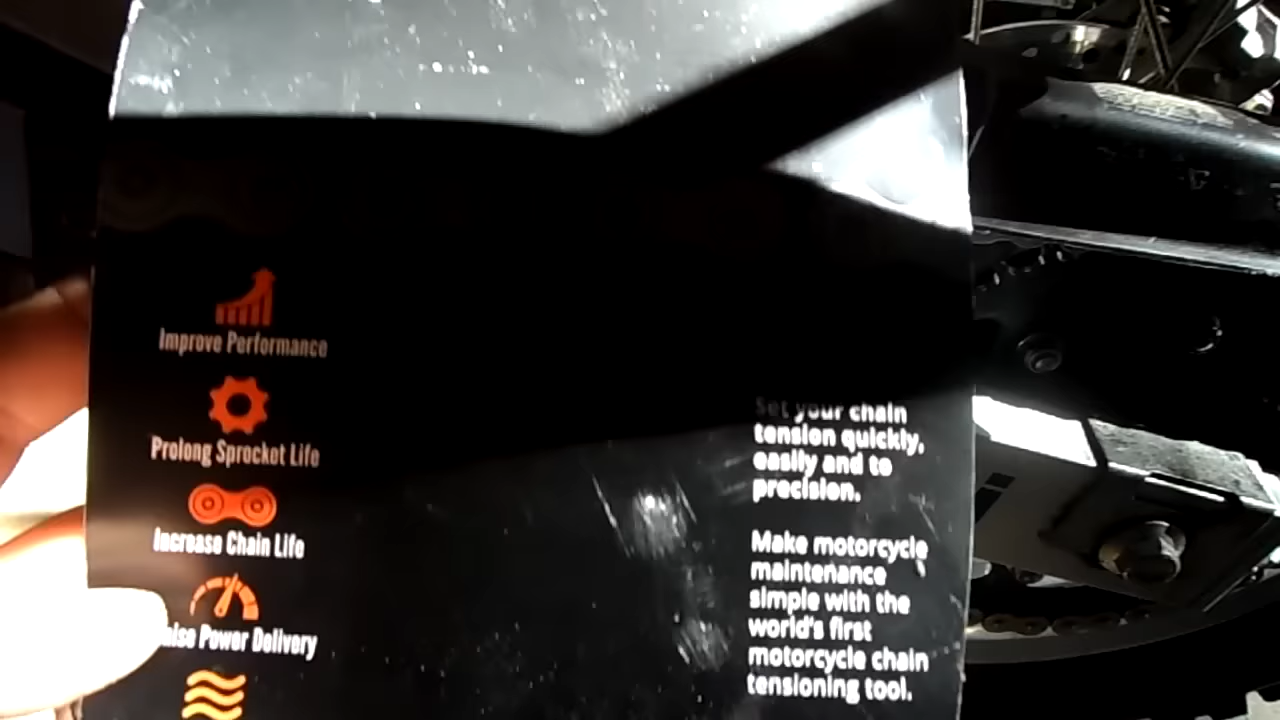 Improve Performance
Prolong Sprocket Life
Increase Chain Life
Power Delivery
Set your chain
tension quickly,
easily and to
precision.
Make motorcycle
maintenance
simple with the
world's first
motorcycle chain
tensioning tool.